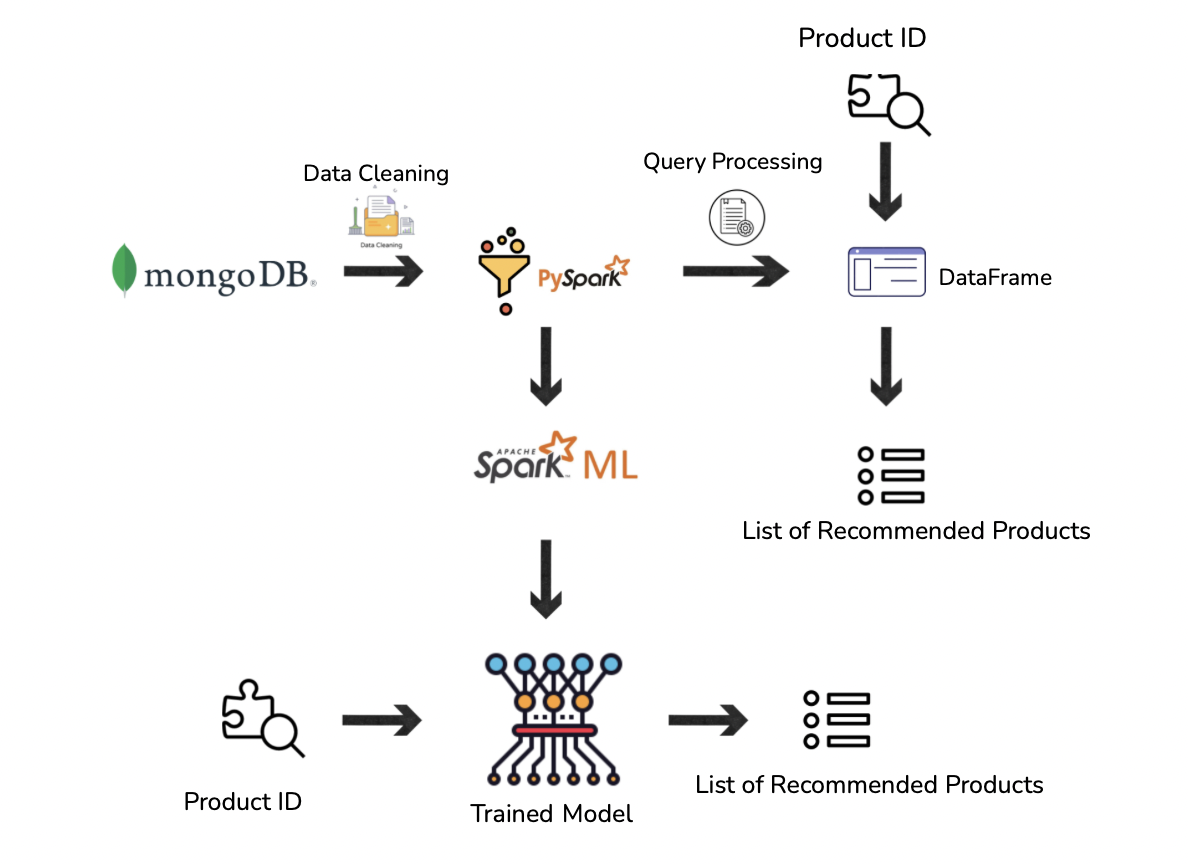 Product ID
Data Cleaning
Query Processing
Data Cleaning
mongoDB®
PySpark
DataFrame
APACHE
Spark™ ML
List of Recommended Products
Product ID
Trained Model
List of Recommended Products